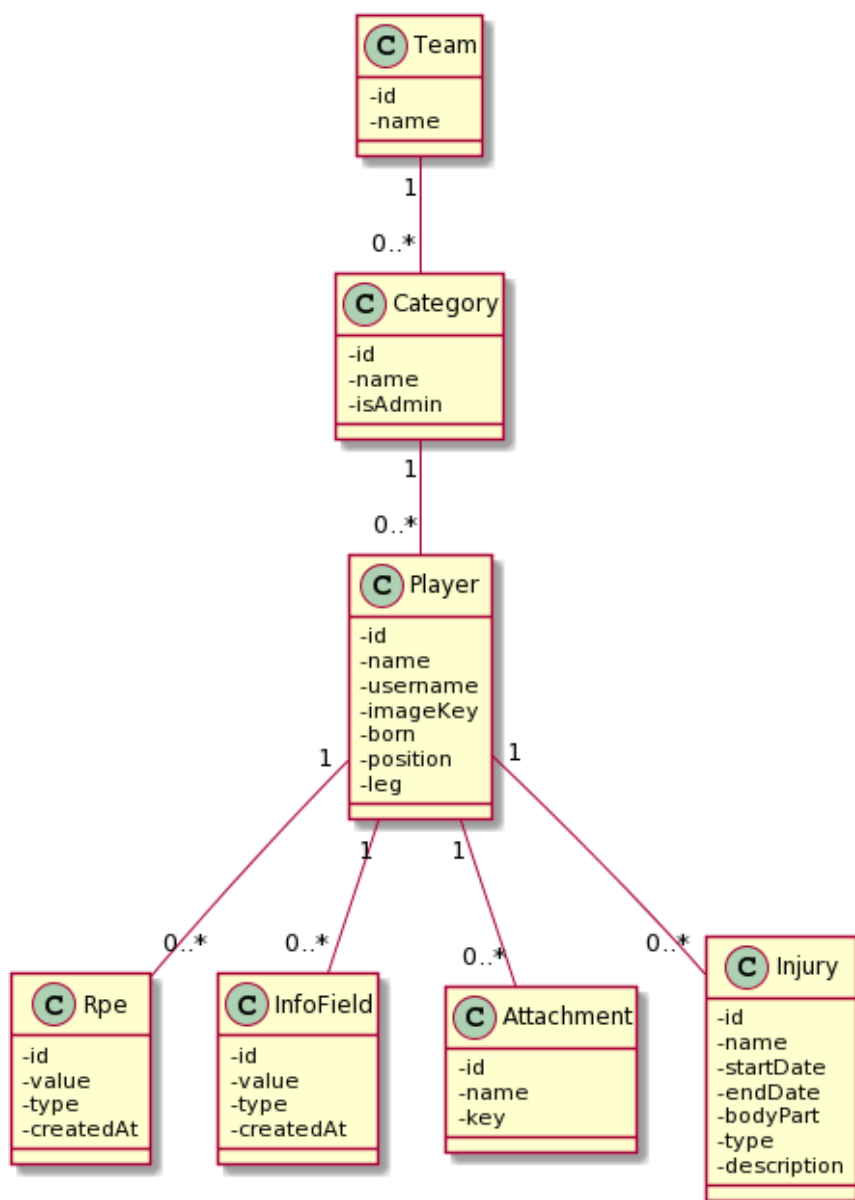 C Team
-id
-name
1
0..*
C Category
-id
-name
-isAdmin
1
0..*
C Player
-id
-name
-username
-imageKey
-born
-position
-leg
1
1
1
1
0..*
0..*
0..*
0..*
C Rpe
-id
-value
-type
-createdAt
C InfoField
-id
-value
-type
-createdAt
C Attachment
-id
-name
-key
C Injury
-id
-name
-startDate
-endDate
-bodyPart
-type
-description